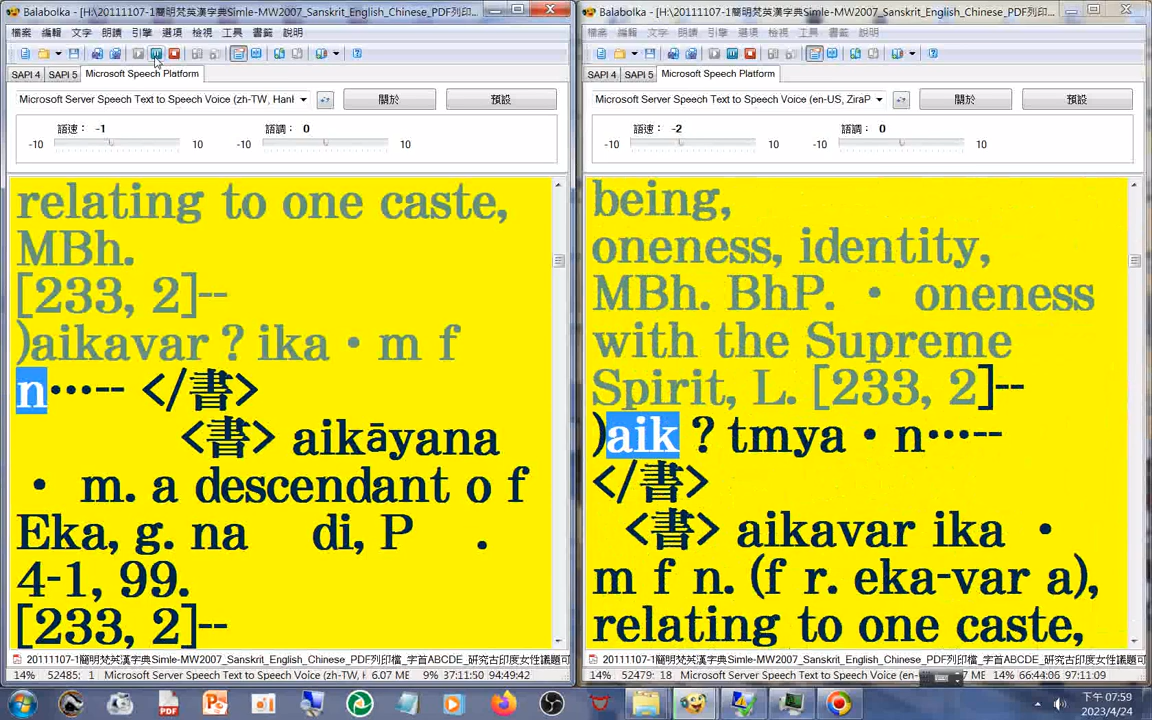 Balabolka - [H:\20111107-1簡明梵英漢字典Simle-MW2007_Sanskrit_English_Chinese_PDF列印...
檔案 編輯 文字 朗讀 引擎 選項 檢視 工具 書籤 說明
SAPI 4 SAPI 5 Microsoft Speech Platform
Microsoft Server Speech Text to Speech Voice (zh-TW, Hanl
關於 預設
語速: -1 語調: 0
-10 10 -10 10
relating to one caste,
MBh.
[233, 2]--
)aikavar ? ika • m f
n…-- </書>
<書> aikāyana
• m. a descendant o f
Eka, g. na di, P .
4-1, 99.
[233, 2]--
20111107-1簡明梵英漢字典Simle-MW2007_Sanskrit_English_Chinese_PDF列印檔_字首ABCDE_研究古印度女性議題可
14% 52485: 1 Microsoft Server Speech Text to Speech Voice (zh-TW, H 6.07 ME 9% 37:11:50 94:49:42
Balabolka - [H:\20111107-1簡明梵英漢字典Simle-MW2007_Sanskrit_English_Chinese_PDF列印...
檔案 編輯 文字 朗讀 引擎 選項 檢視 工具 書籤 說明
SAPI 4 SAPI 5 Microsoft Speech Platform
Microsoft Server Speech Text to Speech Voice (en-US, ZiraP
關於 預設
語速: -2 語調: 0
-10 10 -10 10
being,
oneness, identity,
MBh. BhP. • oneness
with the Supreme
Spirit, L. [233, 2]--
)aik ? tmya • n…--
</書>
<書> aikavar ika •
m f n. (f r. eka-var a),
relating to one caste,
20111107-1簡明梵英漢字典Simle-MW2007_Sanskrit_English_Chinese_PDF列印檔_字首ABCDE_研究古印度女性議題可
14% 52479: 18 Microsoft Server Speech Text to Speech Voice (en-US 7 ME 14% 66:44:06 97:11:09
PDF
下午 07:59
2023/4/24